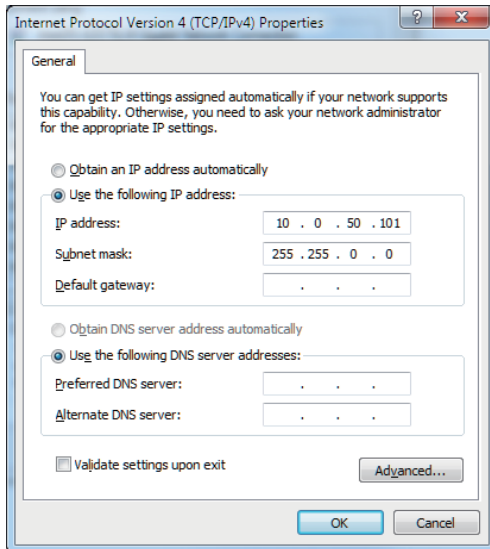 Internet Protocol Version 4 (TCP/IPv4) Properties
General
You can get IP settings assigned automatically if your network supports
this capability. Otherwise, you need to ask your network administrator
for the appropriate IP settings.
Obtain an IP address automatically
Use the following IP address:
IP address: 10 . 0 . 50 . 101
Subnet mask: 255 . 255 . 0 . 0
Default gateway: . . .
Obtain DNS server address automatically
Use the following DNS server addresses:
Preferred DNS server: . . .
Alternate DNS server: . . .
Validate settings upon exit
Advanced...
OK Cancel